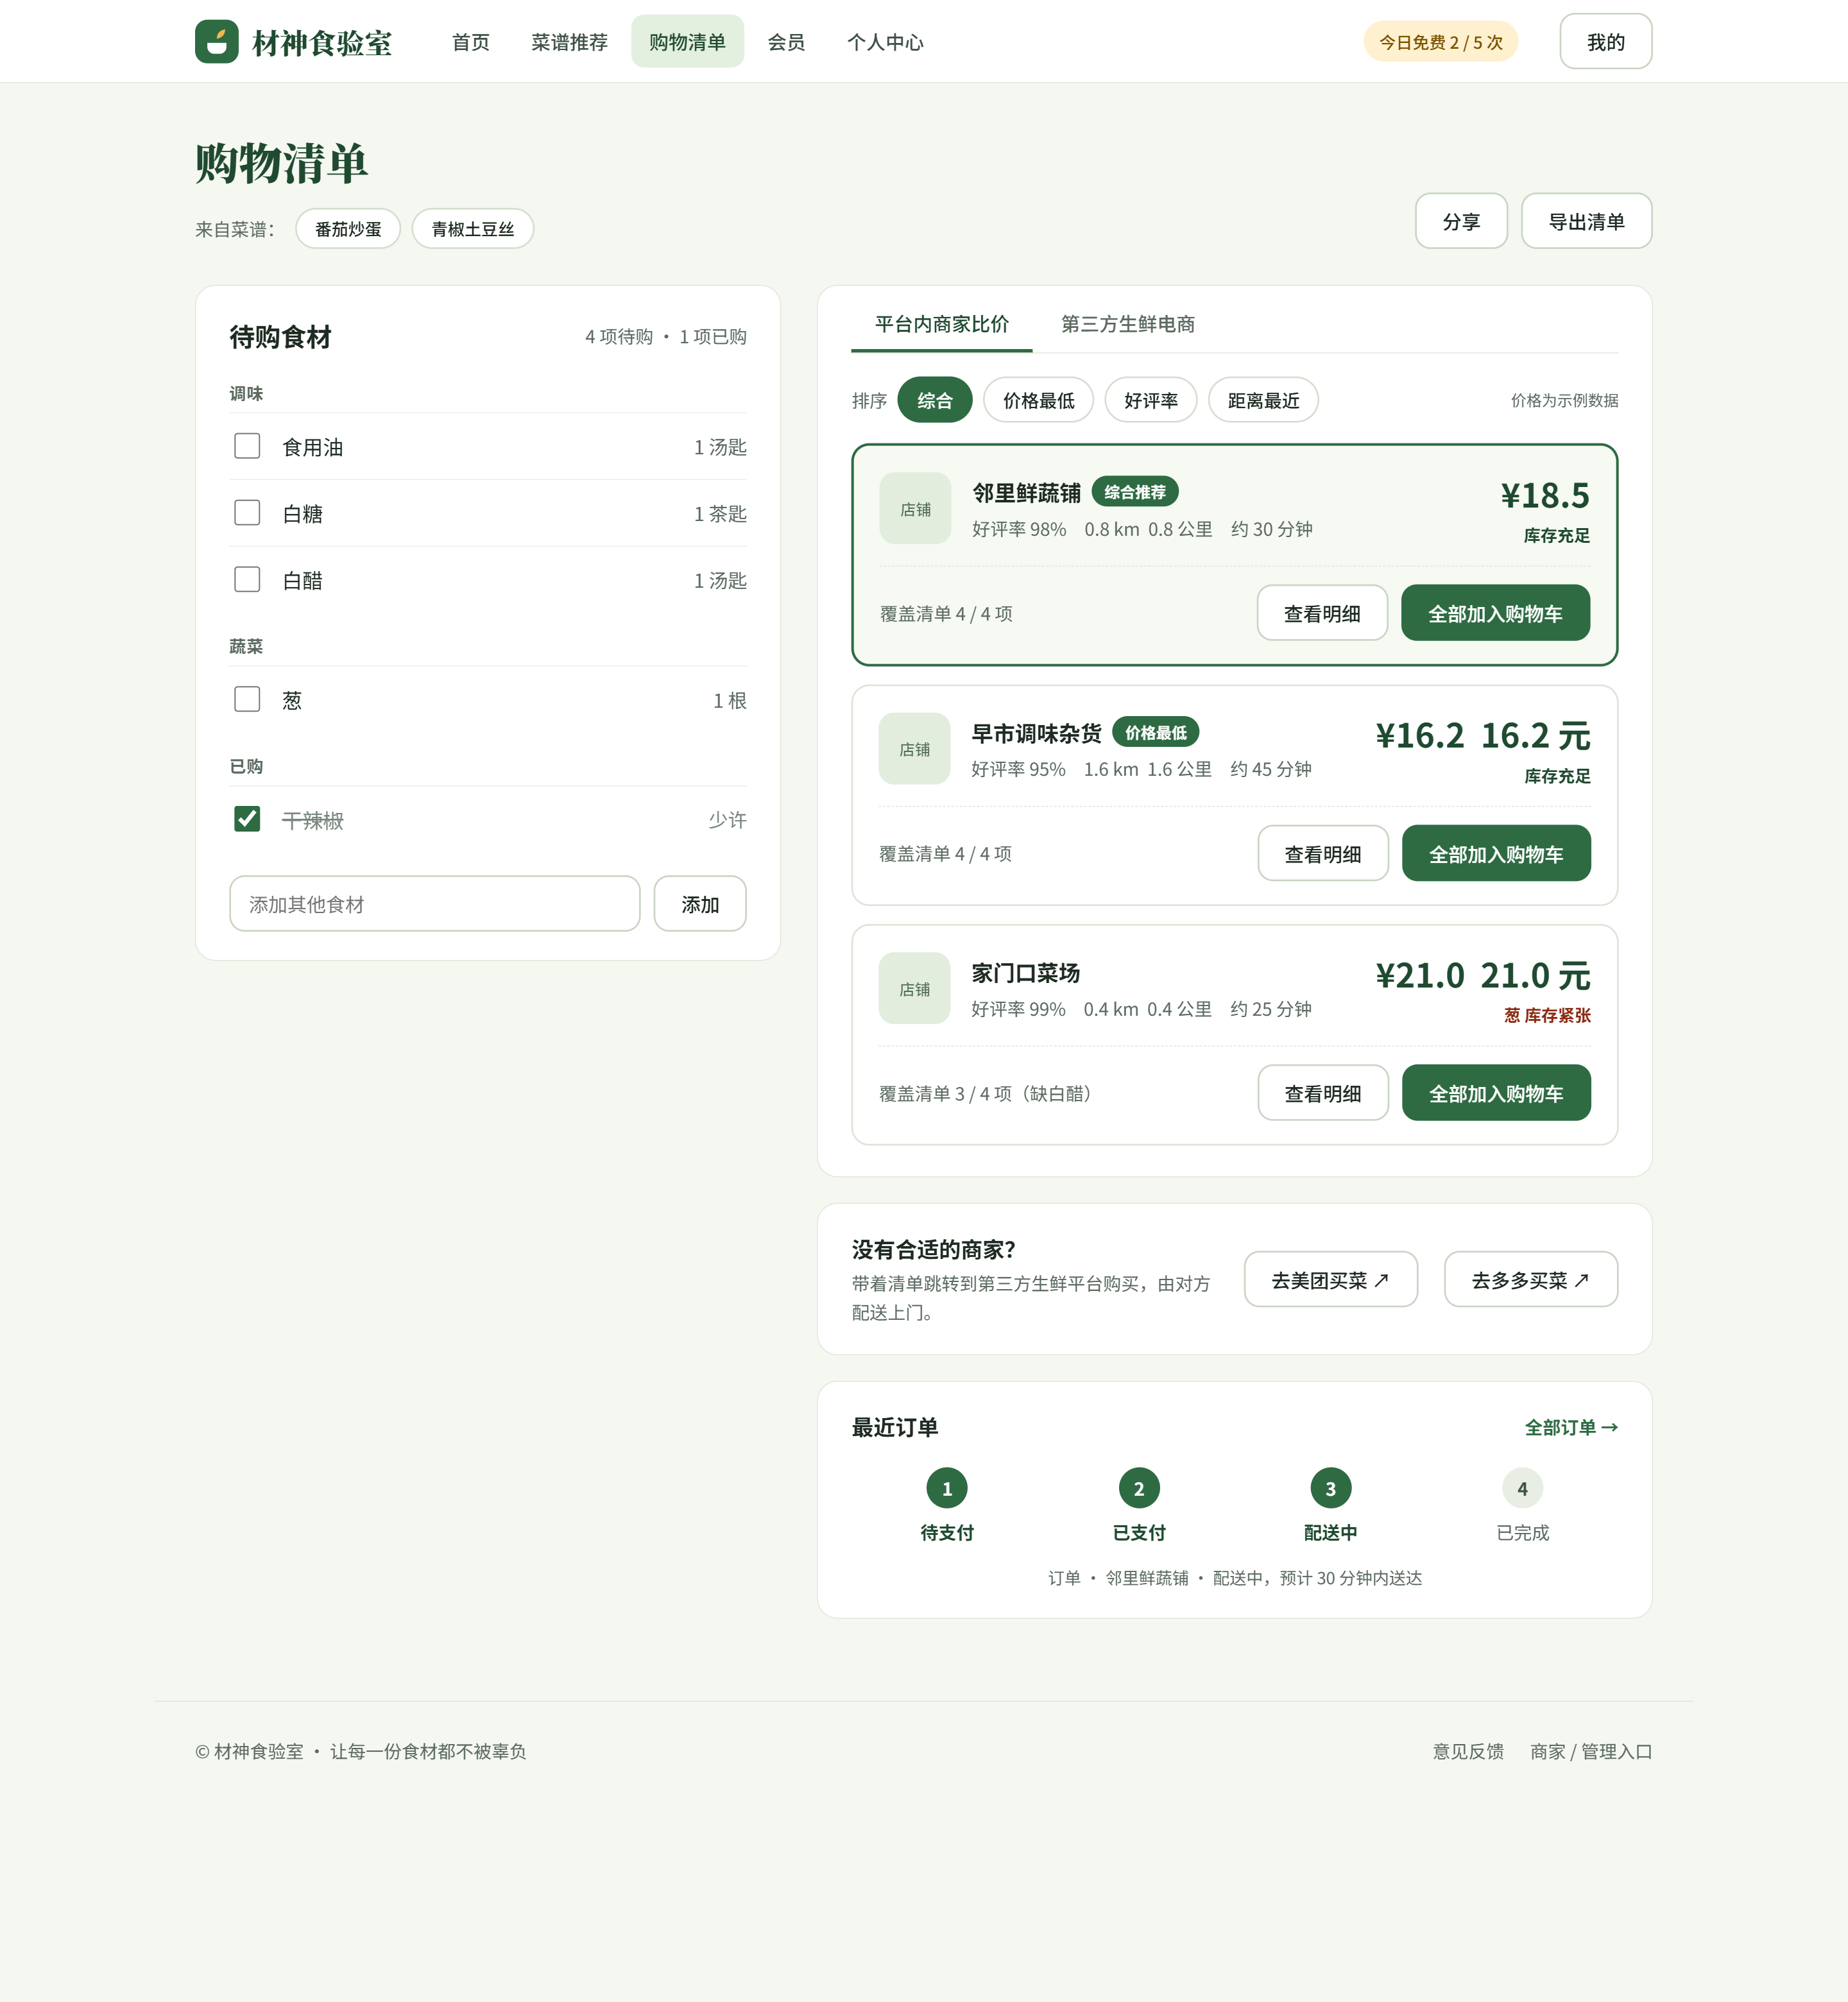 材神食验室
首页 菜谱推荐 购物清单 会员 个人中心
今日免费 2 / 5 次
我的
购物清单
来自菜谱： 番茄炒蛋 青椒土豆丝
分享 导出清单
待购食材
4 项待购 · 1 项已购
调味
食用油 1 汤匙
白糖 1 茶匙
白醋 1 汤匙
蔬菜
葱 1 根
已购
干辣椒 少许
添加其他食材 添加
平台内商家比价 第三方生鲜电商
排序 综合 价格最低 好评率 距离最近 价格为示例数据
店铺
邻里鲜蔬铺 综合推荐
¥18.5
好评率 98% 0.8 km 0.8 公里 约 30 分钟
库存充足
覆盖清单 4 / 4 项 查看明细 全部加入购物车
店铺
早市调味杂货 价格最低
¥16.2 16.2 元
好评率 95% 1.6 km 1.6 公里 约 45 分钟
库存充足
覆盖清单 4 / 4 项 查看明细 全部加入购物车
店铺
家门口菜场
¥21.0 21.0 元
好评率 99% 0.4 km 0.4 公里 约 25 分钟
葱 库存紧张
覆盖清单 3 / 4 项（缺白醋） 查看明细 全部加入购物车
没有合适的商家？
带着清单跳转到第三方生鲜平台购买，由对方
配送上门。
去美团买菜 ↗ 去多多买菜 ↗
最近订单 全部订单 →
1 2 3 4
待支付 已支付 配送中 已完成
订单 · 邻里鲜蔬铺 · 配送中，预计 30 分钟内送达
© 材神食验室 · 让每一份食材都不被辜负
意见反馈 商家 / 管理入口